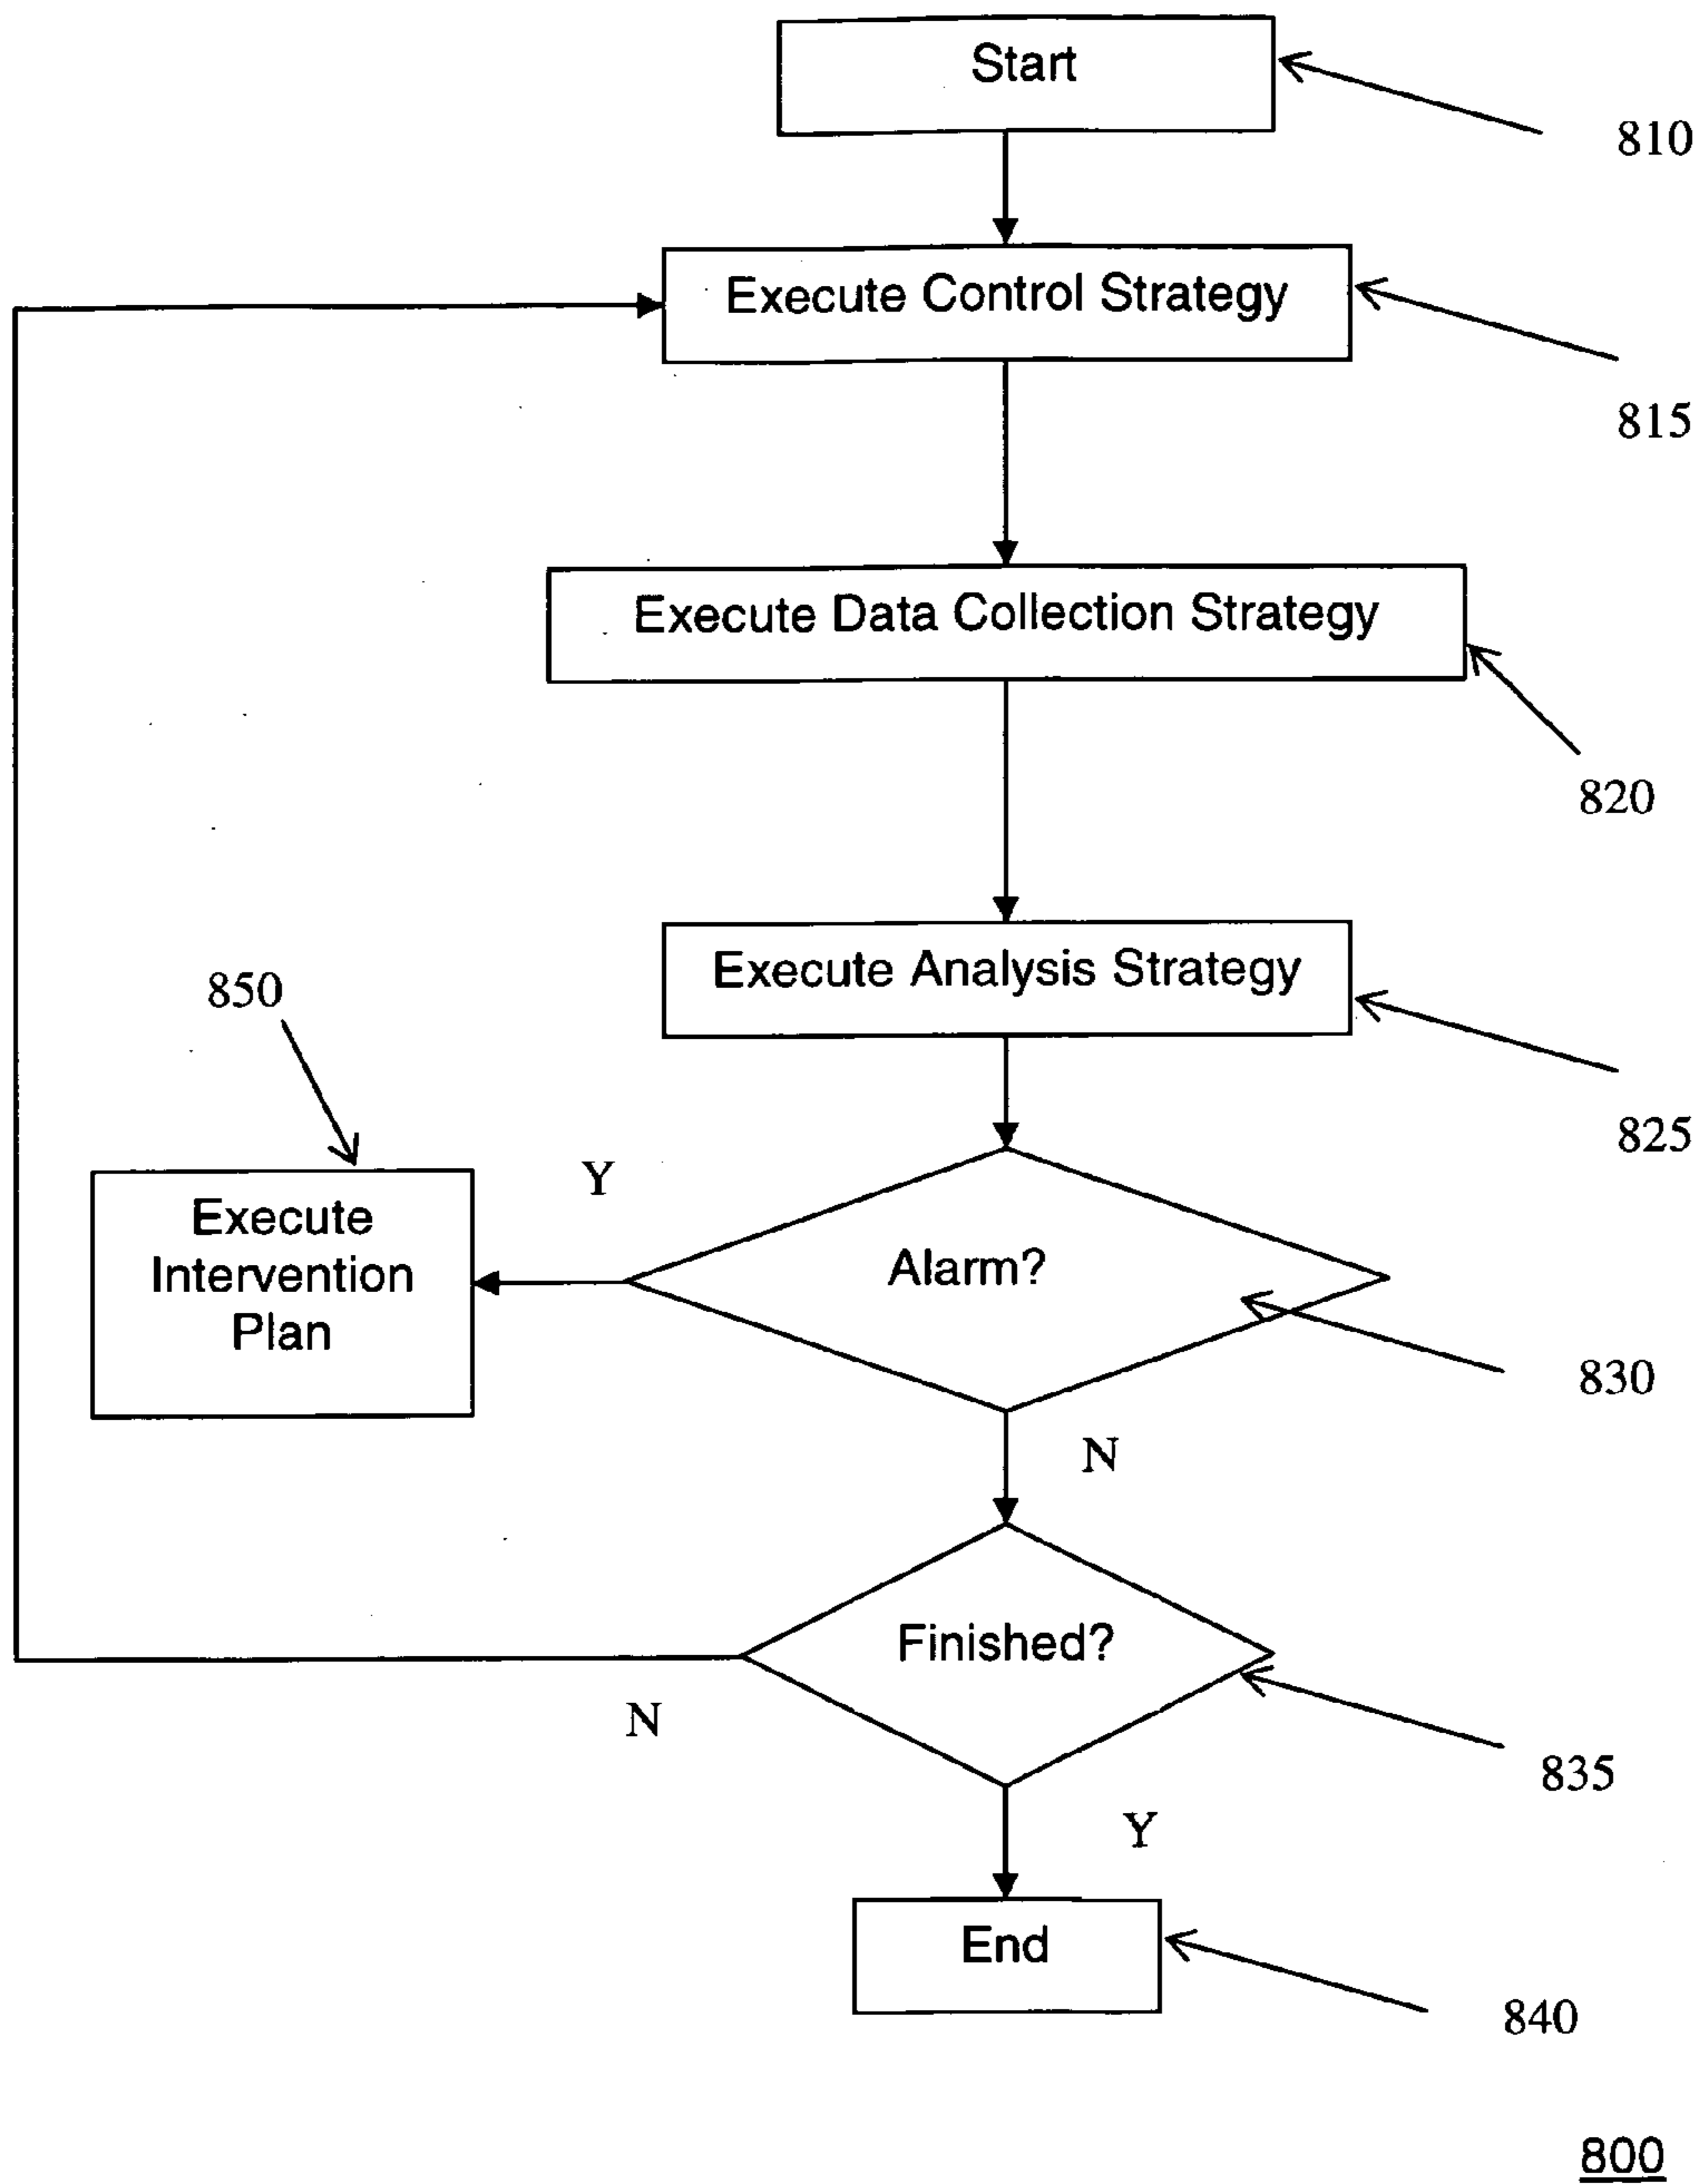 Start
810
Execute Control Strategy
815
Execute Data Collection Strategy
820
Execute Analysis Strategy
850
825
Y
Execute
Intervention
Plan
Alarm?
830
N
Finished?
N
835
Y
End
840
800